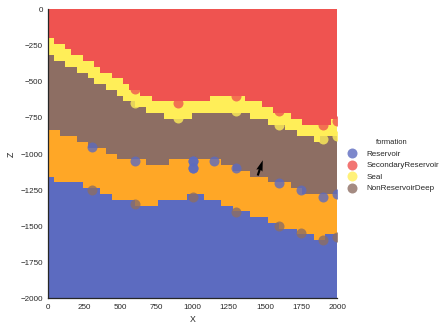 0
−250
−500
−750
−1000
−1250
−1500
−1750
−2000
Z
0 250 500 750 1000 1250 1500 1750 2000
X
formation
Reservoir
SecondaryReservoir
Seal
NonReservoirDeep